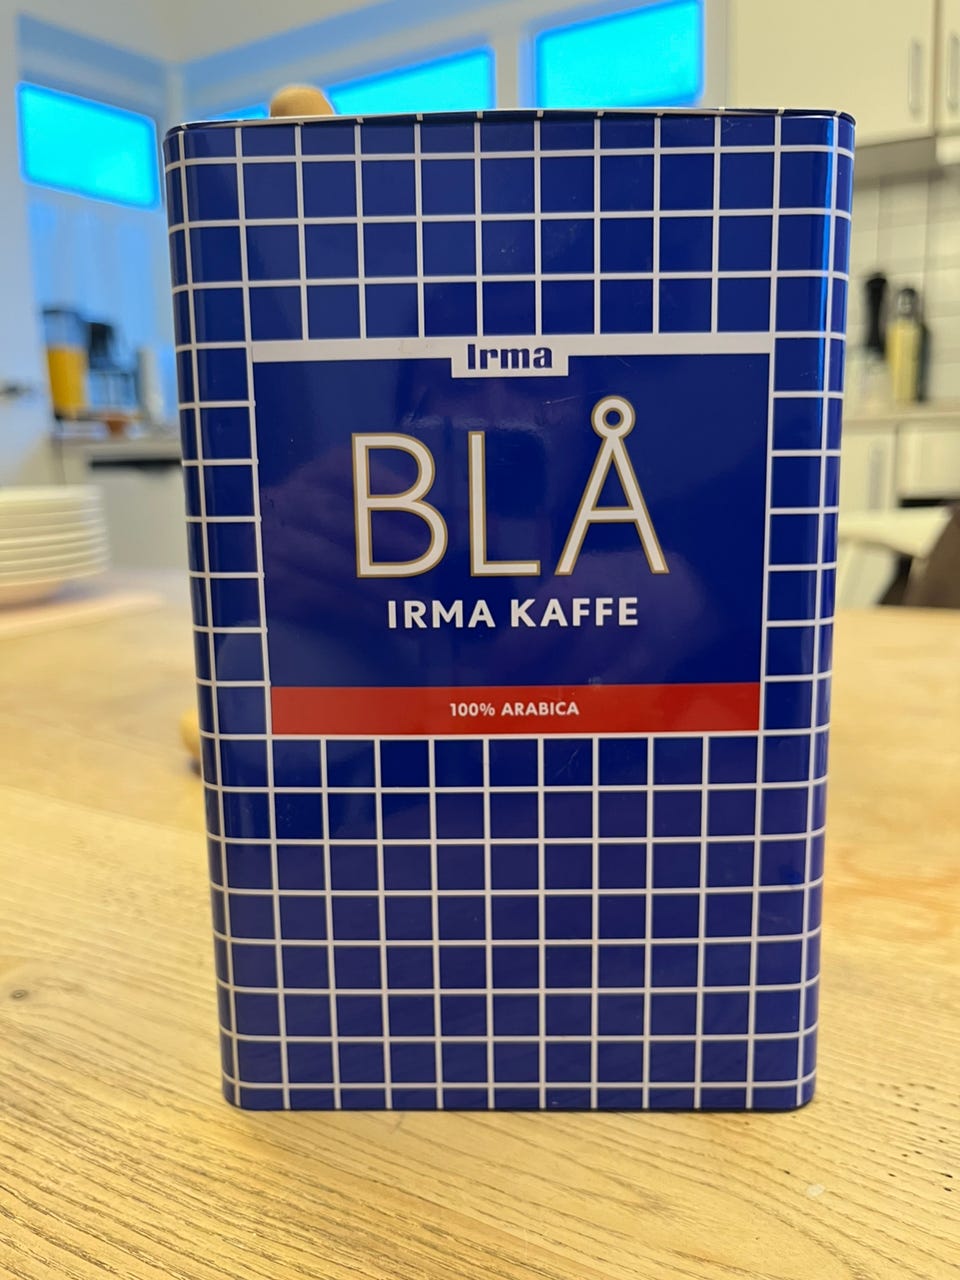 Irma
BLÅ
IRMA KAFFE
100% ARABICA